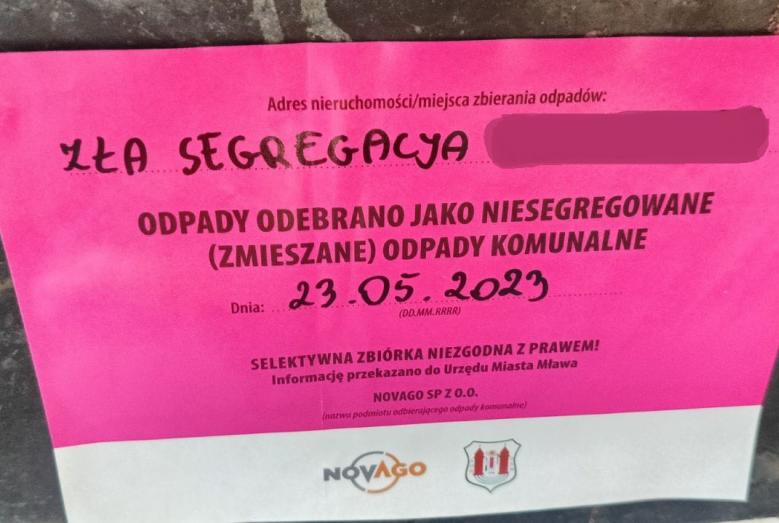 Adres nieruchomości/miejsca zbierania odpadów:
ZŁA SEGREGACJA
ODPADY ODEBRANO JAKO NIESEGREGOWANE
(ZMIESZANE) ODPADY KOMUNALNE
Dnia: 23.05.2023
(DD.MM.RRRR)
SELEKTYWNA ZBIÓRKA NIEZGODNA Z PRAWEM!
Informację przekazano do Urzędu Miasta Mława
NOVAGO SP Z O.O.
(nazwa podmiotu odbierającego odpady komunalne)
NOVAGO